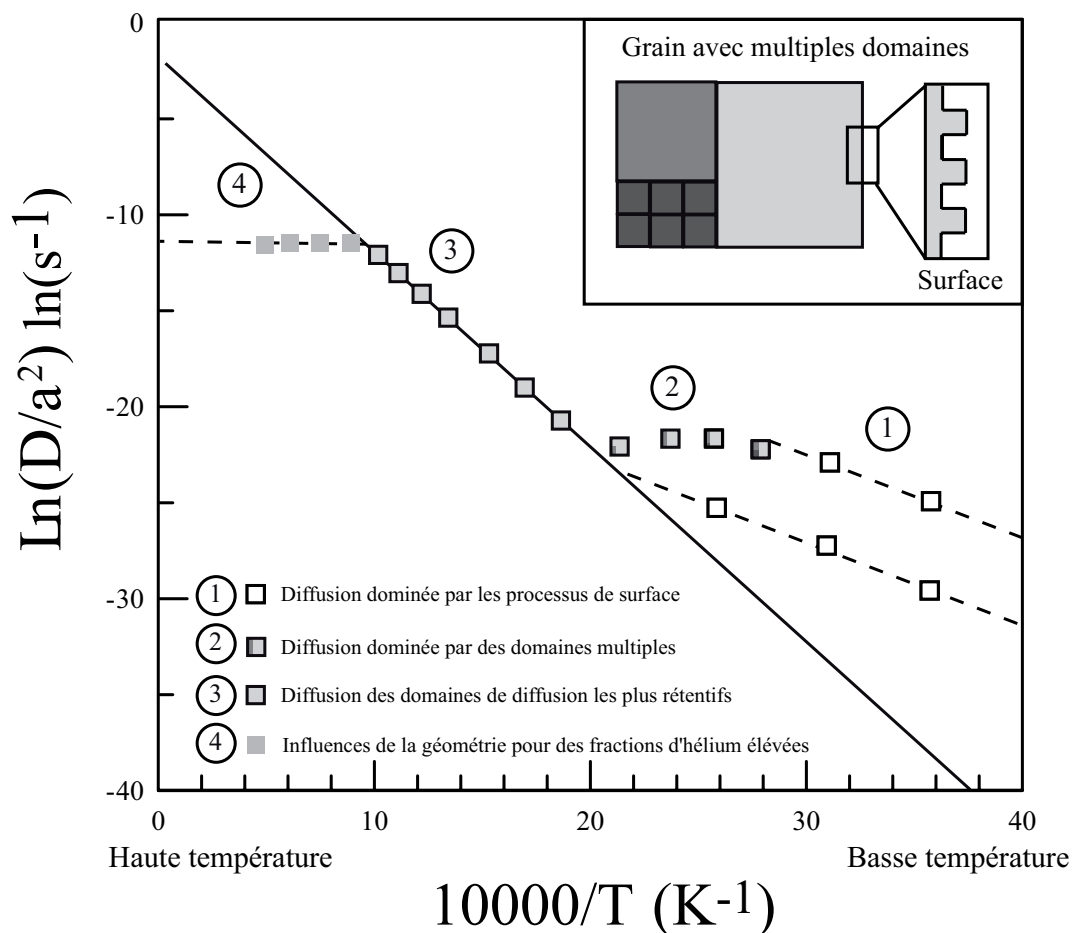 Ln(D/a²) ln(s⁻¹)
0
-10
-20
-30
-40
Grain avec multiples domaines
Surface
4
3
2
1
1 Diffusion dominée par les processus de surface
2 Diffusion dominée par des domaines multiples
3 Diffusion des domaines de diffusion les plus rétentifs
4 Influences de la géométrie pour des fractions d'hélium élévées
0 10 20 30 40
Haute température Basse température
10000/T (K⁻¹)